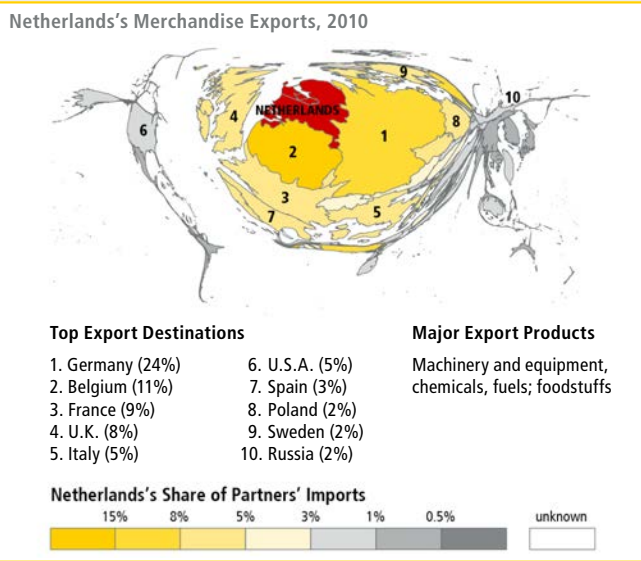 Netherlands's Merchandise Exports, 2010
9
10
4
NETHERLANDS
8
6
1
2
3
5
7
Top Export Destinations
1. Germany (24%)
2. Belgium (11%)
3. France (9%)
4. U.K. (8%)
5. Italy (5%)
6. U.S.A. (5%)
7. Spain (3%)
8. Poland (2%)
9. Sweden (2%)
10. Russia (2%)
Major Export Products
Machinery and equipment,
chemicals, fuels; foodstuffs
Netherlands's Share of Partners' Imports
15% 8% 5% 3% 1% 0.5% unknown